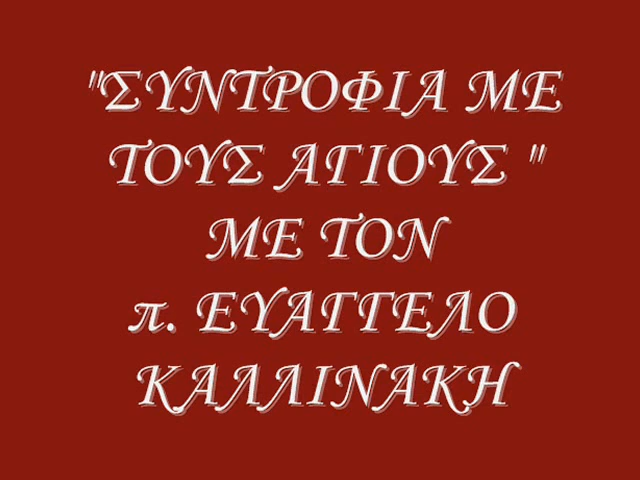 "ΣΥΝΤΡΟΦΙΑ ΜΕ
ΤΟΥΣ ΑΓΙΟΥΣ "
ΜΕ ΤΟΝ
π. ΕΥΑΓΓΕΛΟ
ΚΑΛΛΙΝΑΚΗ